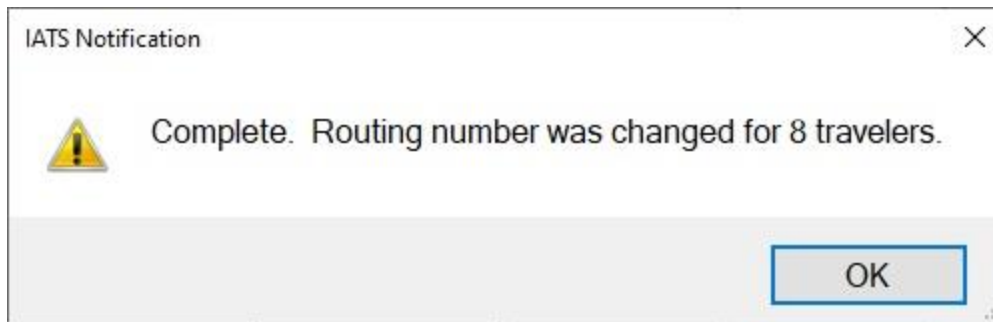 IATS Notification
Complete.  Routing number was changed for 8 travelers.
OK